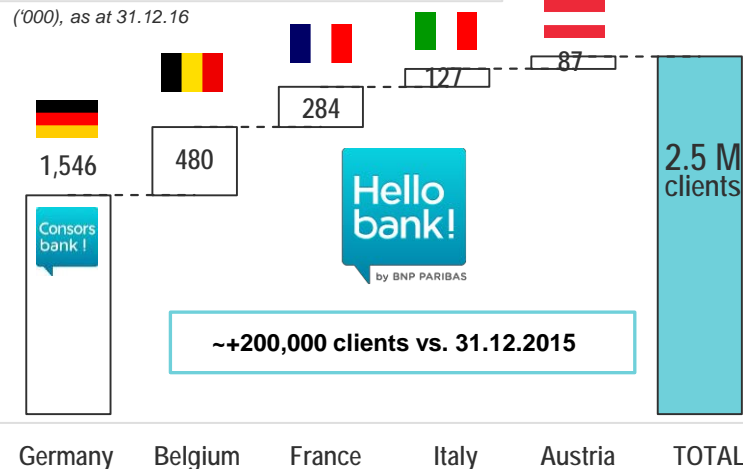 (‘000), as at 31.12.16
87
127
284
480
1,546
2.5 M
clients
Consors
bank !
Hello
bank!
by BNP PARIBAS
~+200,000 clients vs. 31.12.2015
Germany Belgium France Italy Austria TOTAL